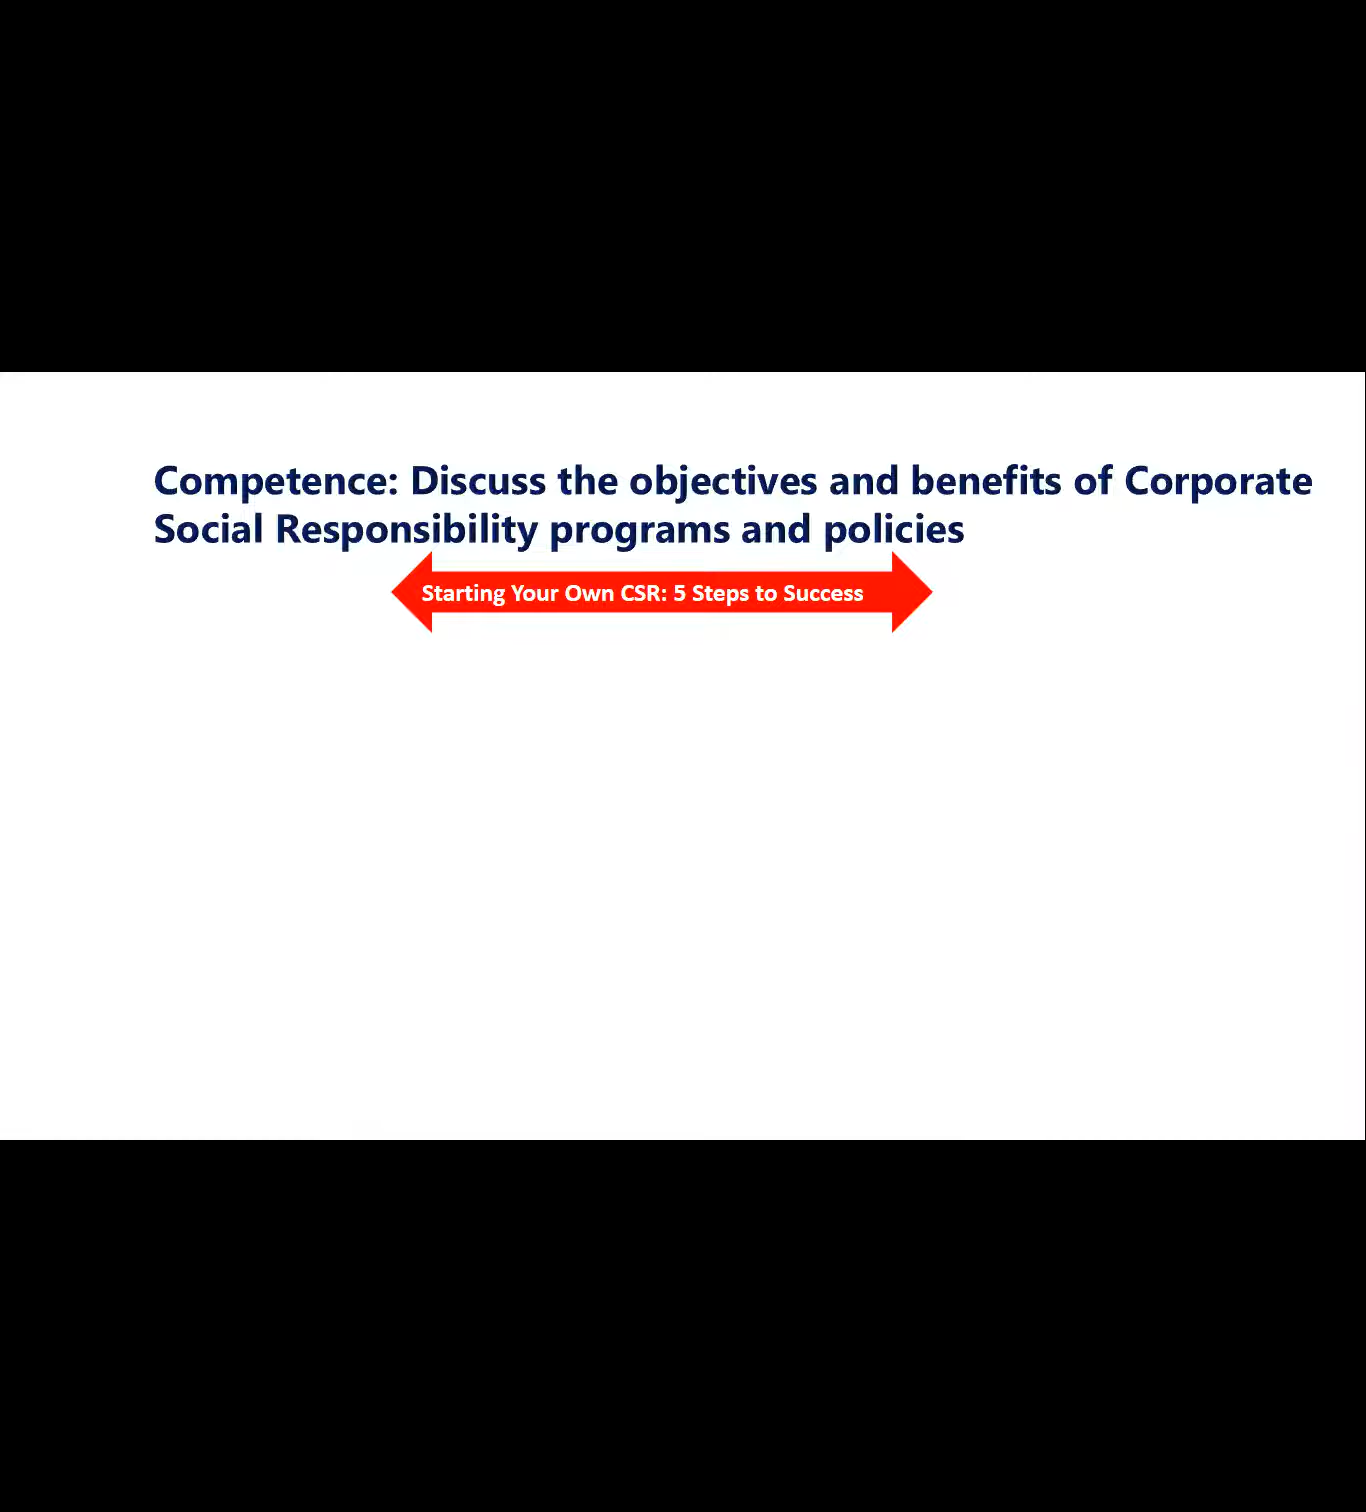 Competence: Discuss the objectives and benefits of Corporate
Social Responsibility programs and policies
Starting Your Own CSR: 5 Steps to Success